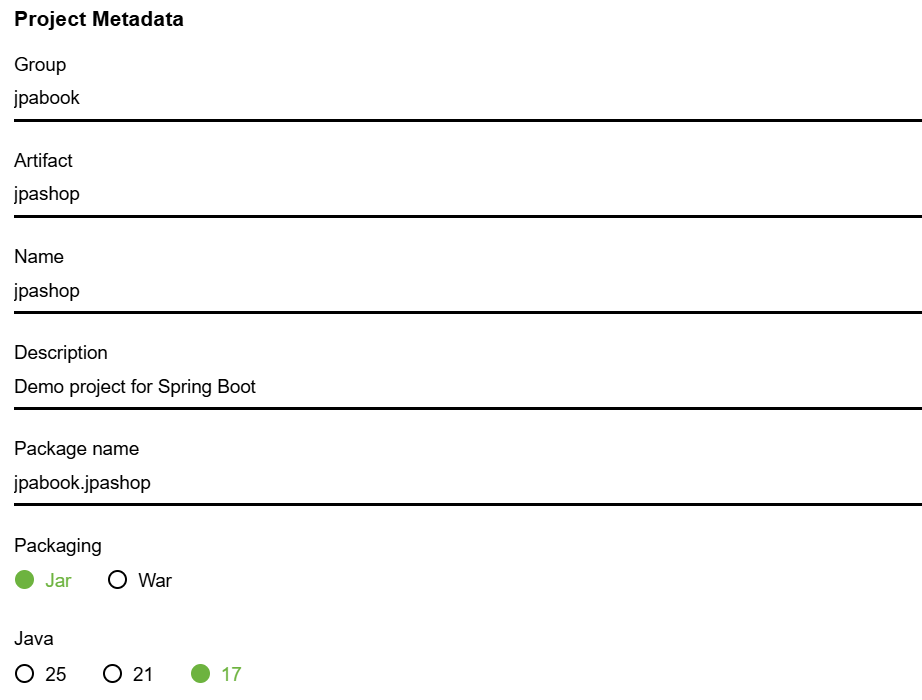 Project Metadata
Group
jpabook
Artifact
jpashop
Name
jpashop
Description
Demo project for Spring Boot
Package name
jpabook.jpashop
Packaging
Jar War
Java
25 21 17